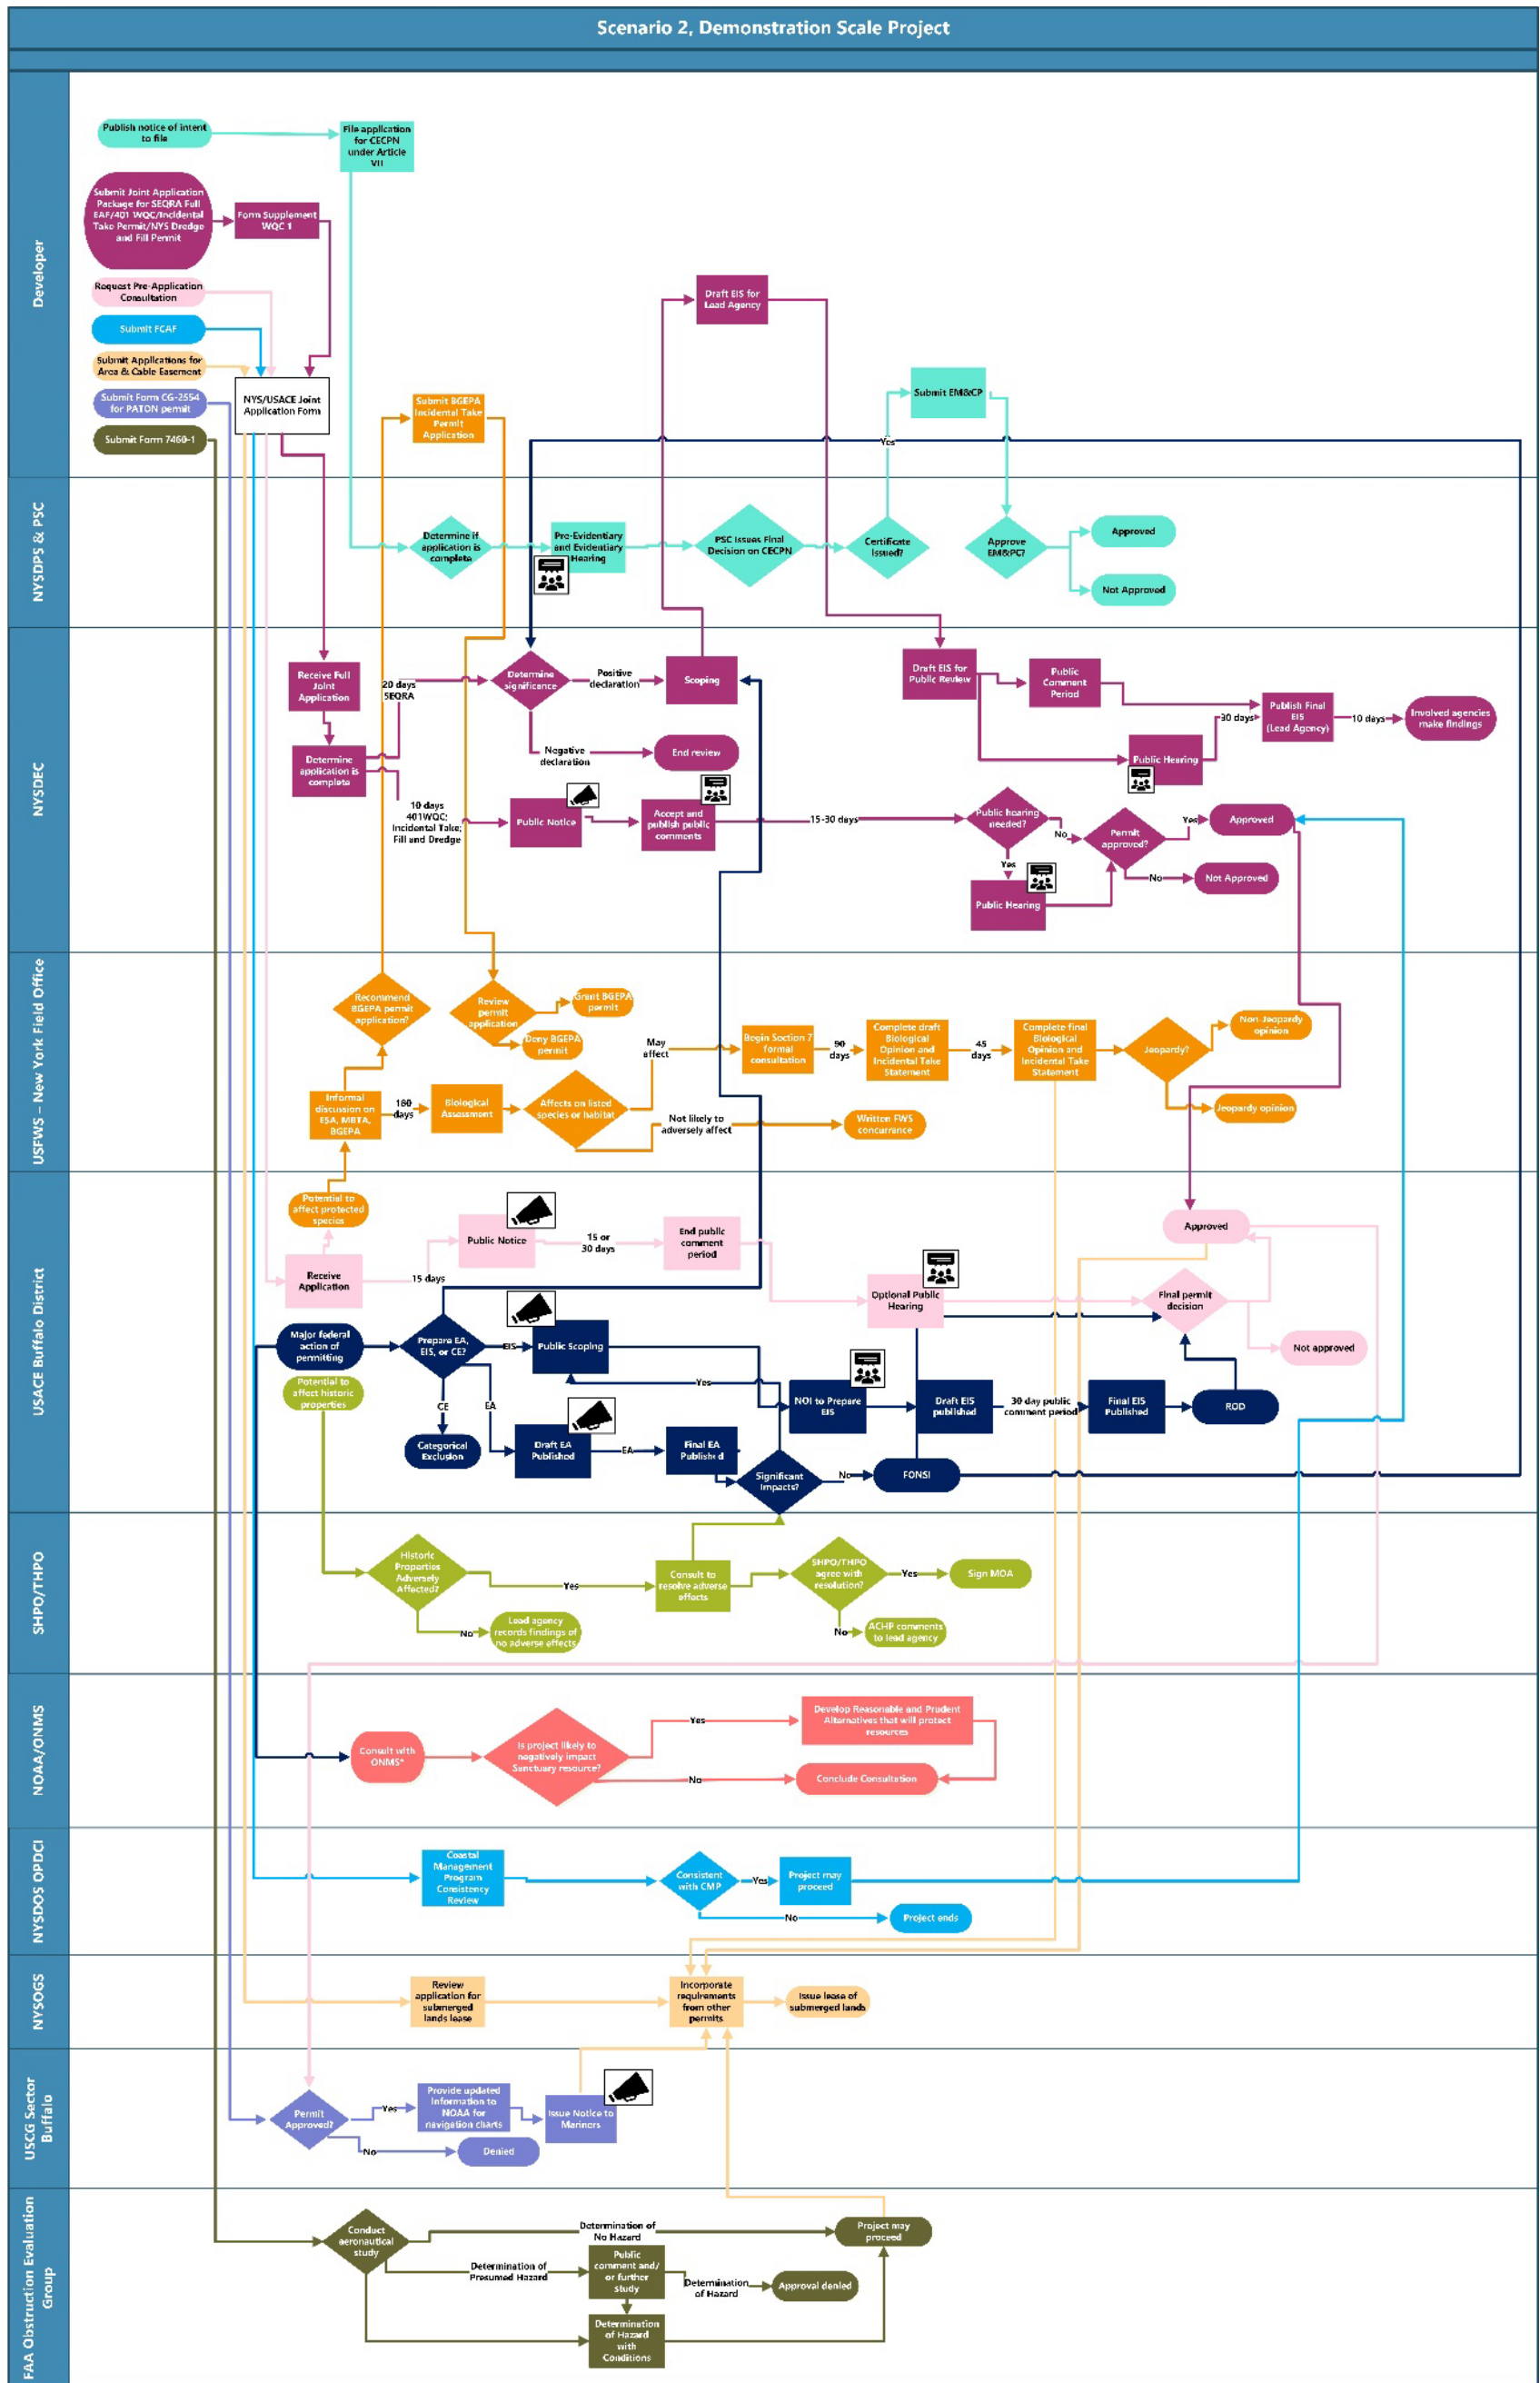 Scenario 2, Demonstration Scale Project
Developer
Publish notice of intent
to file
File application
for CECPN
under Article
VII
Submit Joint Application
Package for SEQRA Full
EAF/401 WQC/Incidental
Take Permit/NYS Dredge
and Fill Permit
Form Supplement
WQC 1
Request Pre-Application
Consultation
Submit FCAF
Submit Applications for
Area & Cable Easement
Submit Form CG-2554
for PATON permit
Submit Form 7460-1
NYS/USACE Joint
Application Form
Submit BGEPA
Incidental Take
Permit
Application
Draft EIS for
Lead Agency
Submit EM&CP
Yes
NYSDPS & PSC
Determine if
application is
complete
Pre-Evidentiary
and Evidentiary
Hearing
PSC Issues Final
Decision on CECPN
Certificate
Issued?
Approve
EM&PC?
Approved
Not Approved
NYSDEC
Receive Full
Joint
Application
Determine
application is
complete
20 days
SEQRA
Determine
significance
Positive
declaration
Scoping
Negative
declaration
End review
10 days
401WQC;
Incidental Take;
Fill and Dredge
Public Notice
Accept and
publish public
comments
15-30 days
Draft EIS for
Public Review
Public
Comment
Period
Public Hearing
30 days
Publish Final
EIS
(Lead Agency)
10 days
Involved agencies
make findings
Public hearing
needed?
No
Yes
Public Hearing
Permit
approved?
Yes
Approved
No
Not Approved
USFWS – New York Field Office
Recommend
BGEPA permit
application?
Review
permit
application
Grant BGEPA
permit
Deny BGEPA
permit
Informal
discussion on
ESA, MBTA,
BGEPA
180
days
Biological
Assessment
Affects on listed
species or habitat
May
affect
Not likely to
adversely affect
Begin Section 7
formal
consultation
90
days
Complete draft
Biological
Opinion and
Incidental Take
Statement
45
days
Complete final
Biological
Opinion and
Incidental Take
Statement
Jeopardy?
Non-Jeopardy
opinion
Jeopardy opinion
Written FWS
concurrance
USACE Buffalo District
Potential to
affect protected
species
Receive
Application
15 days
Public Notice
15 or
30 days
End public
comment
period
Optional Public
Hearing
Final permit
decision
Approved
Not approved
Major federal
action of
permitting
Prepare EA,
EIS, or CE?
EIS
Public Scoping
Potential to
affect historic
properties
CE
EA
Categorical
Exclusion
Draft EA
Published
EA
Final EA
Published
Yes
Significant
Impacts?
No
FONSI
NOI to Prepare
EIS
Draft EIS
published
30 day public
comment period
Final EIS
Published
ROD
SHPO/THPO
Historic
Properties
Adversely
Affected?
Yes
No
Lead agency
records findings of
no adverse effects
Consult to
resolve adverse
effects
SHPO/THPO
agree with
resolution?
Yes
Sign MOA
No
ACHP comments
to lead agency
NOAA/ONMS
Consult with
ONMS*
Is project likely to
negatively impact
Sanctuary resource?
Yes
Develop Reasonable and Prudent
Alternatives that will protect
resources
No
Conclude Consultation
NYSDOS OPDCI
Coastal
Management
Program
Consistency
Review
Consistent
with CMP
Yes
Project may
proceed
No
Project ends
NYSOGS
Review
application for
submerged
lands lease
Incorporate
requirements
from other
permits
Issue lease of
submerged lands
USCG Sector
Buffalo
Permit
Approved?
Yes
Provide updated
Information to
NOAA for
navigation charts
Issue Notice to
Mariners
No
Denied
FAA Obstruction Evaluation
Group
Conduct
aeronautical
study
Determination of
No Hazard
Project may
proceed
Determination of
Presumed Hazard
Public
comment and/
or further
study
Determination
of Hazard
Approval denied
Determination
of Hazard
with
Conditions